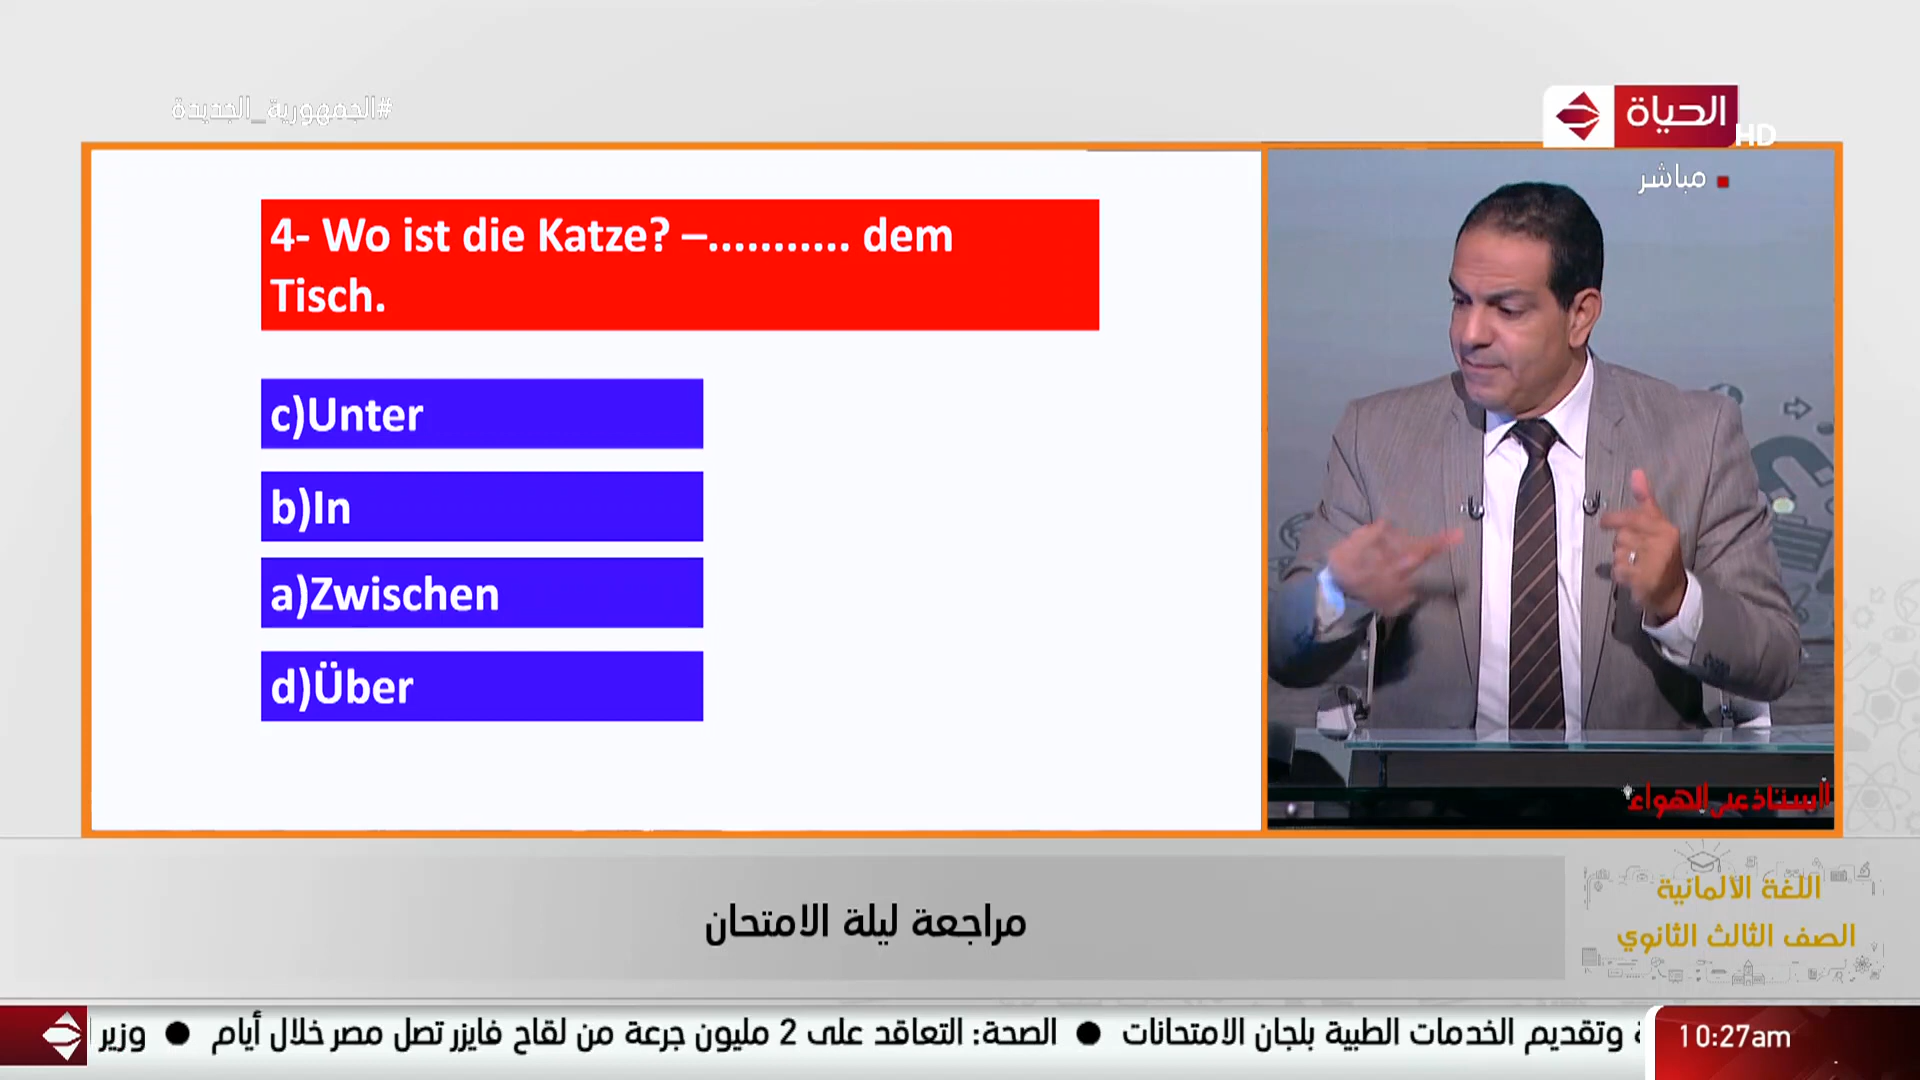 #الجمهورية_الجديدة
الحياة
HD
مباشر
4- Wo ist die Katze? –........... dem
Tisch.
c)Unter
b)In
a)Zwischen
d)Über
أستاذ على الهواء
اللغة الألمانية
الصف الثالث الثانوي
مراجعة ليلة الامتحان
وتقديم الخدمات الطبية بلجان الامتحانات ● الصحة: التعاقد على 2 مليون جرعة من لقاح فايزر تصل مصر خلال أيام ● وزير
10:27am